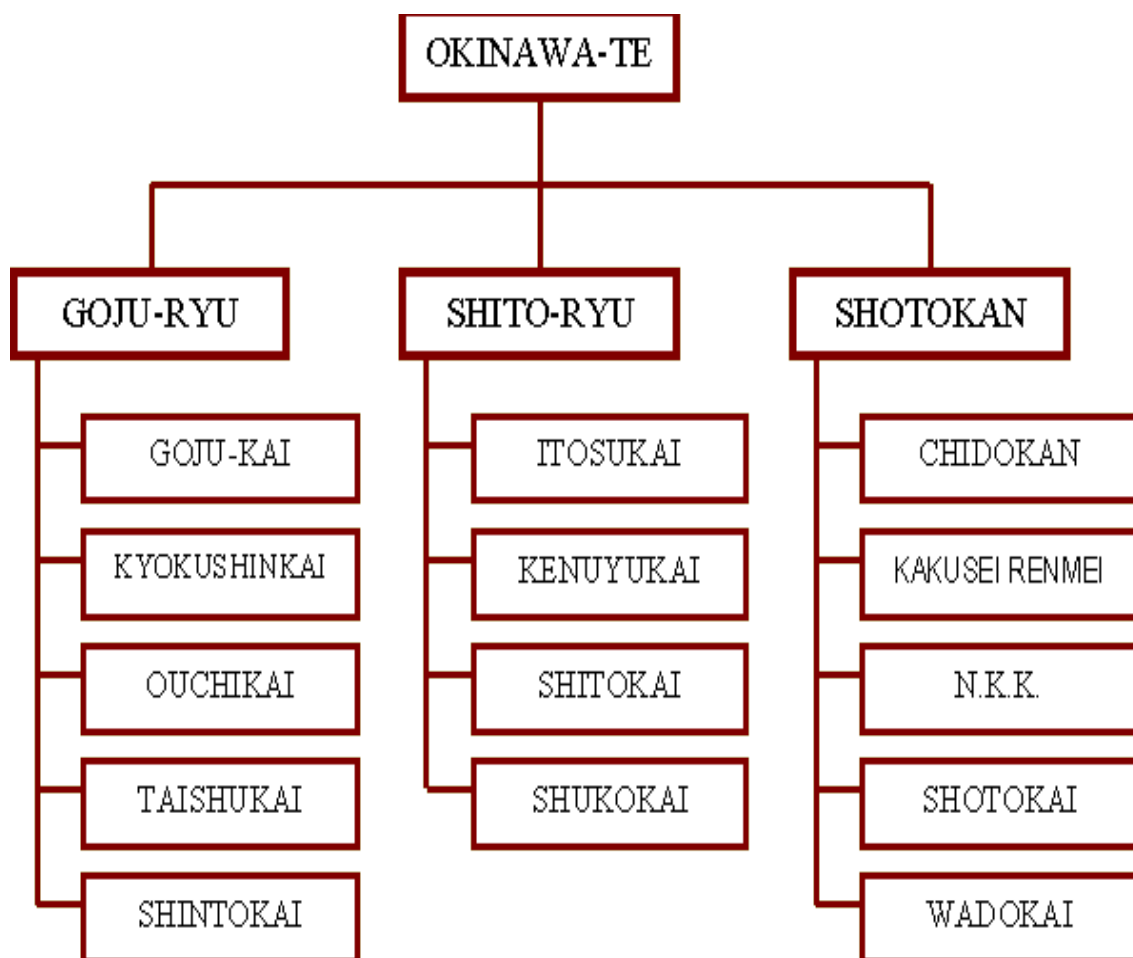 OKINAWA-TE
GOJU-RYU
GOJU-KAI
KYOKUSHINKAI
OUCHIKAI
TAISHUKAI
SHINTOKAI
SHITO-RYU
ITOSUKAI
KENUYUKAI
SHITOKAI
SHUKOKAI
SHOTOKAN
CHIDOKAN
KAKUSEI RENMEI
N.K.K.
SHOTOKAI
WADOKAI